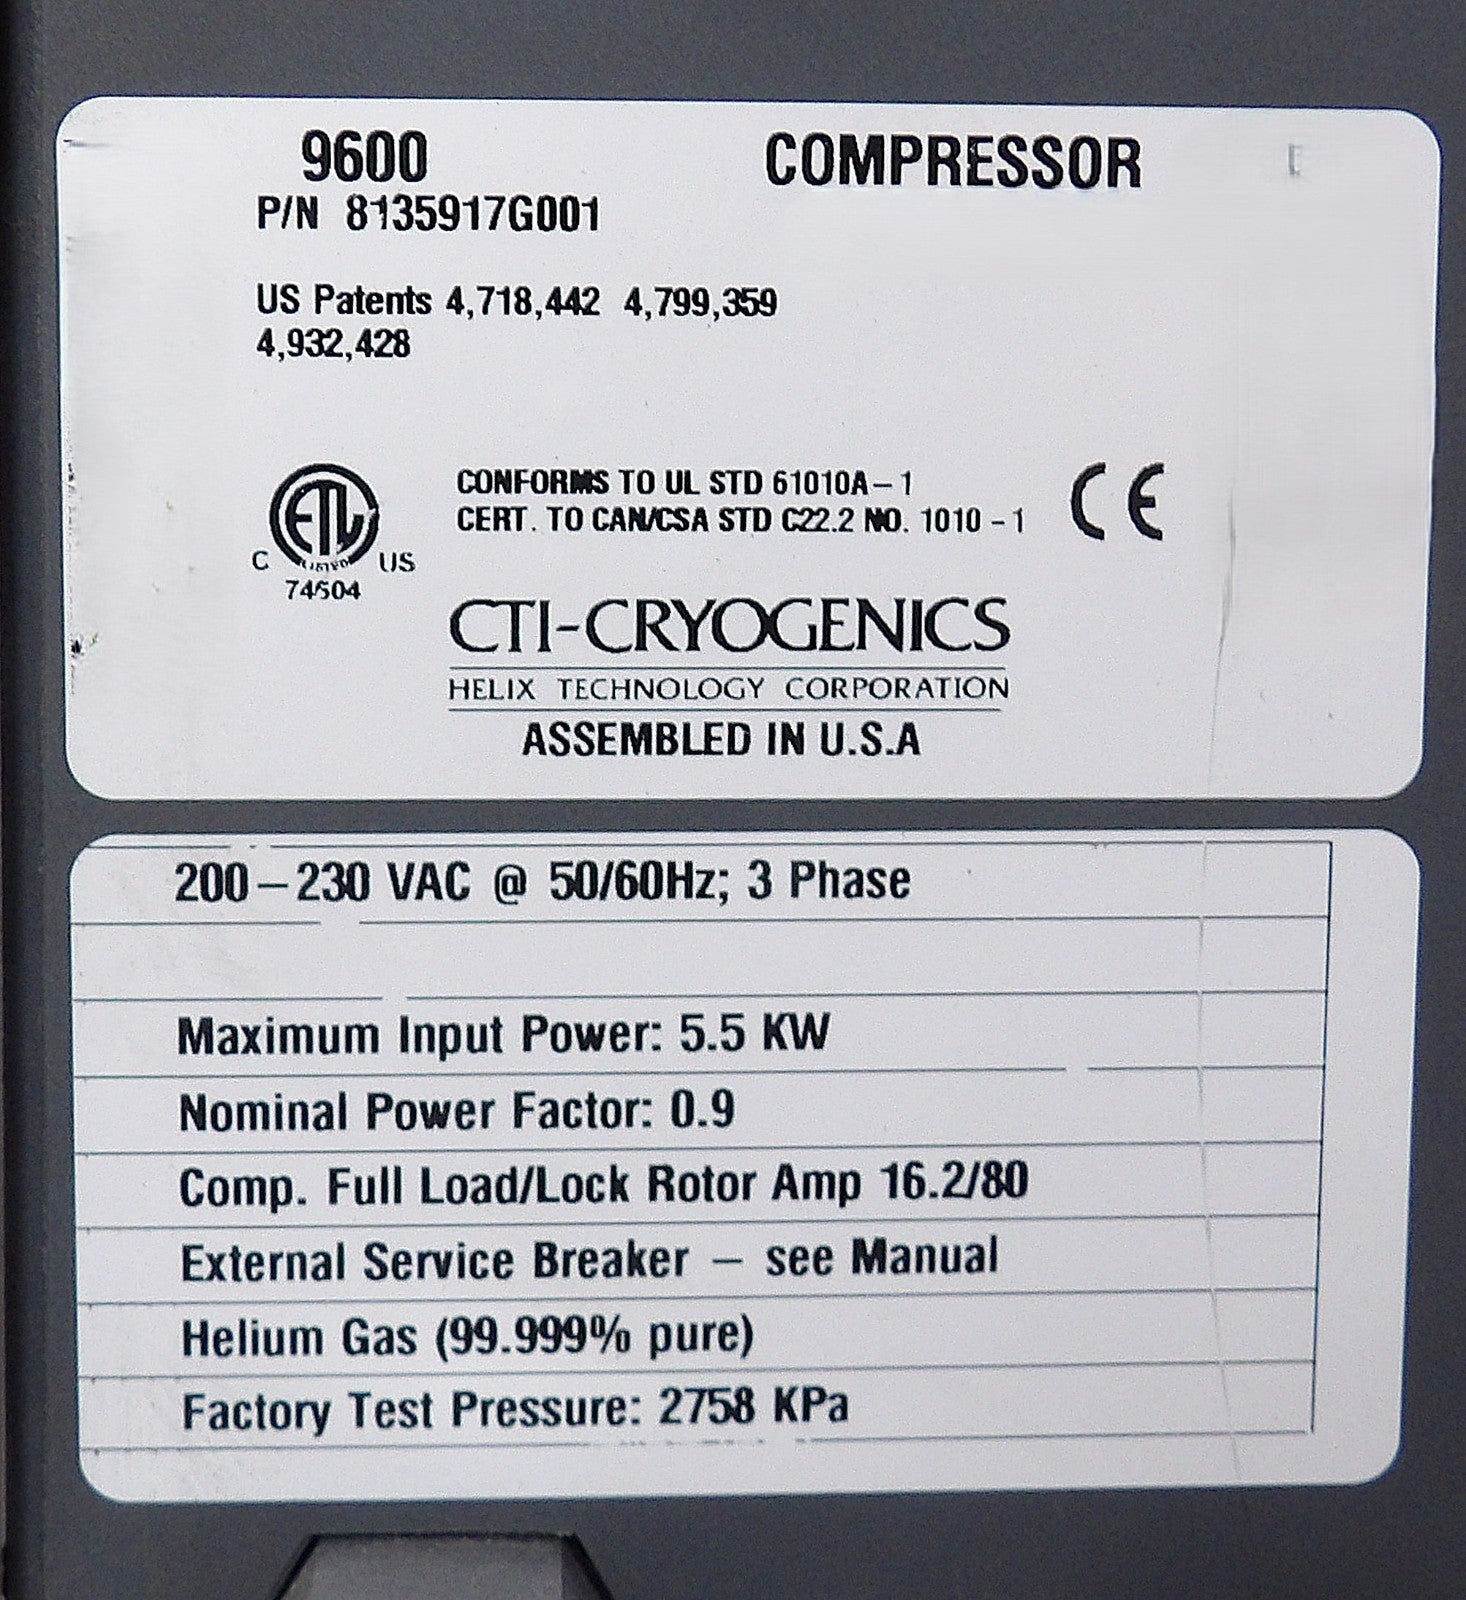 9600 COMPRESSOR
P/N 8135917G001
US Patents 4,718,442 4,799,359
4,932,428
ETL
LISTED
C US
74604
CONFORMS TO UL STD 61010A-1
CERT. TO CAN/CSA STD C22.2 NO. 1010-1
CE
CTI-CRYOGENICS
HELIX TECHNOLOGY CORPORATION
ASSEMBLED IN U.S.A
200-230 VAC @ 50/60Hz; 3 Phase
Maximum Input Power: 5.5 KW
Nominal Power Factor: 0.9
Comp. Full Load/Lock Rotor Amp 16.2/80
External Service Breaker – see Manual
Helium Gas (99.999% pure)
Factory Test Pressure: 2758 KPa